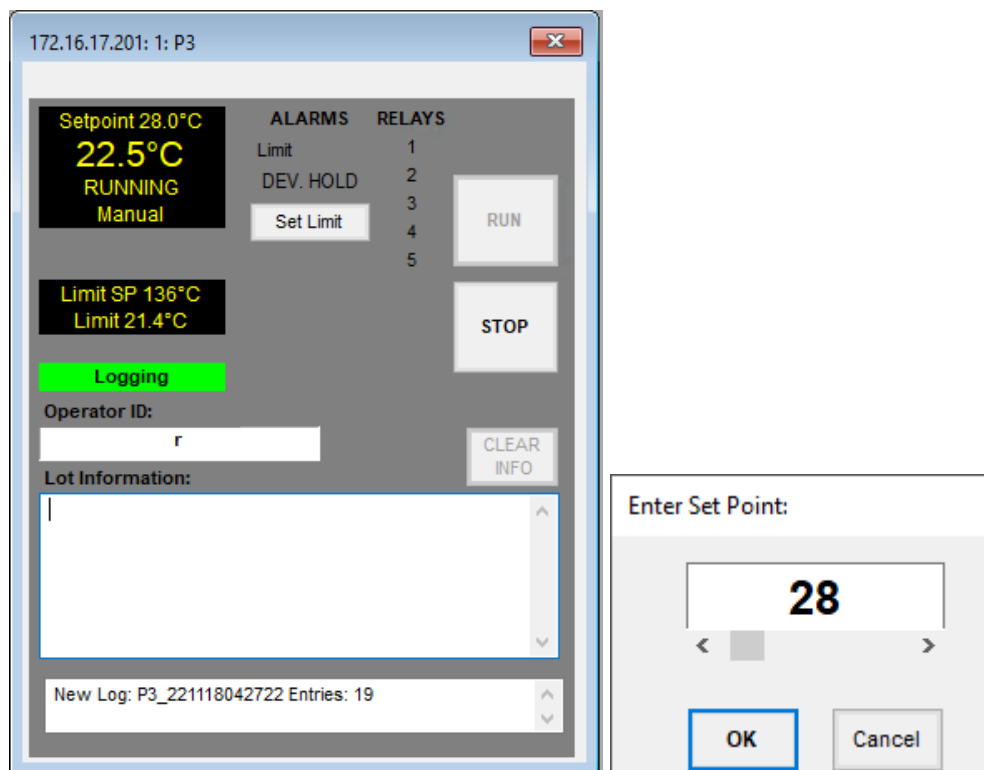 172.16.17.201: 1: P3
Setpoint 28.0°C
22.5°C
RUNNING
Manual
ALARMS
Limit
DEV. HOLD
Set Limit
RELAYS
1
2
3
4
5
RUN
Limit SP 136°C
Limit 21.4°C
STOP
Logging
Operator ID:
r
CLEAR
INFO
Lot Information:
New Log: P3_221118042722 Entries: 19
Enter Set Point:
28
OK
Cancel